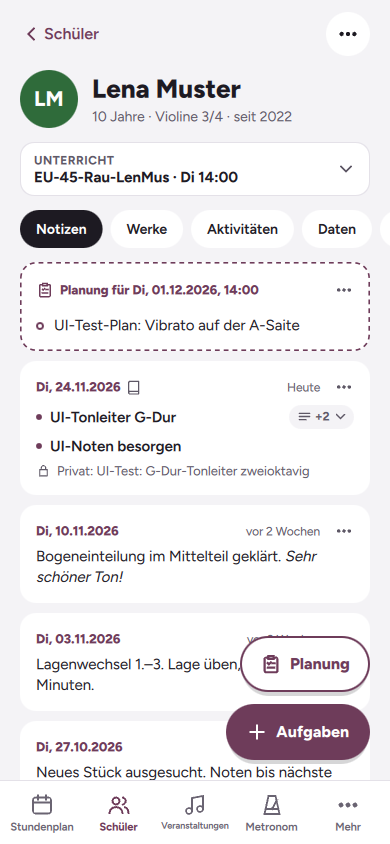 Schüler
LM
Lena Muster
10 Jahre · Violine 3/4 · seit 2022
UNTERRICHT
EU-45-Rau-LenMus · Di 14:00
Notizen Werke Aktivitäten Daten
Planung für Di, 01.12.2026, 14:00
UI-Test-Plan: Vibrato auf der A-Saite
Di, 24.11.2026 Heute
UI-Tonleiter G-Dur +2
UI-Noten besorgen
Privat: UI-Test: G-Dur-Tonleiter zweioktavig
Di, 10.11.2026 vor 2 Wochen
Bogeneinteilung im Mittelteil geklärt. Sehr
schöner Ton!
Di, 03.11.2026
Lagenwechsel 1.–3. Lage üben,
Minuten.
Planung
Aufgaben
Di, 27.10.2026
Neues Stück ausgesucht. Noten bis nächste
Stundenplan Schüler Veranstaltungen Metronom Mehr